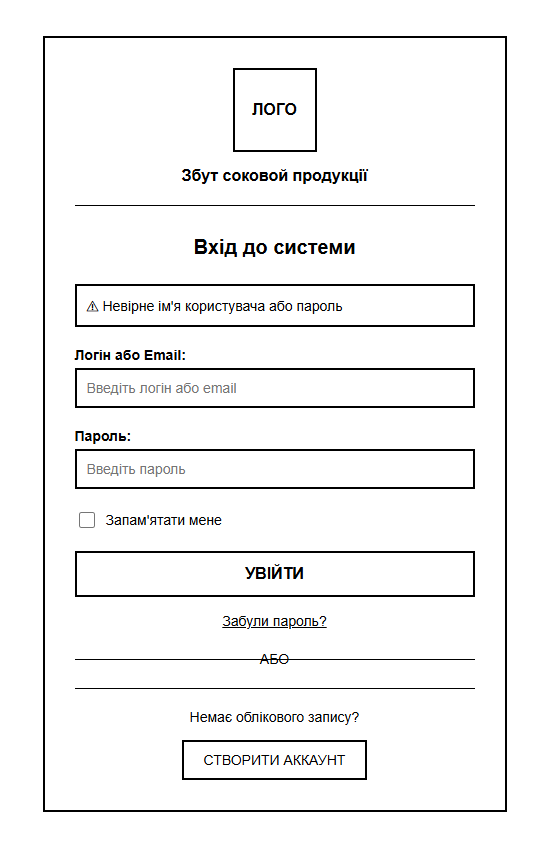 ЛОГО
Збут соковой продукції
Вхід до системи
⚠ Невірне ім'я користувача або пароль
Логін або Email:
Введіть логін або email
Пароль:
Введіть пароль
Запам'ятати мене
УВІЙТИ
Забули пароль?
АБО
Немає облікового запису?
СТВОРИТИ АККАУНТ